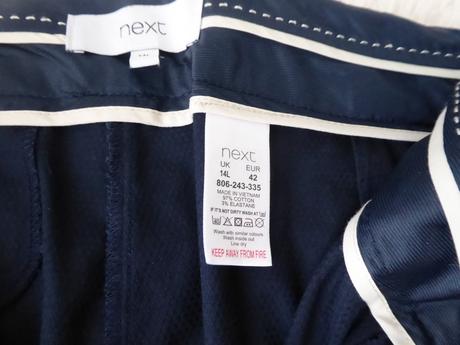 next
next
UK EUR
14L 42
806-243-335
MADE IN VIETNAM
97% COTTON
3% ELASTANE
IF IT'S NOT DIRTY WASH AT
Wash with similar colours
Wash inside out
Line dry
KEEP AWAY FROM FIRE